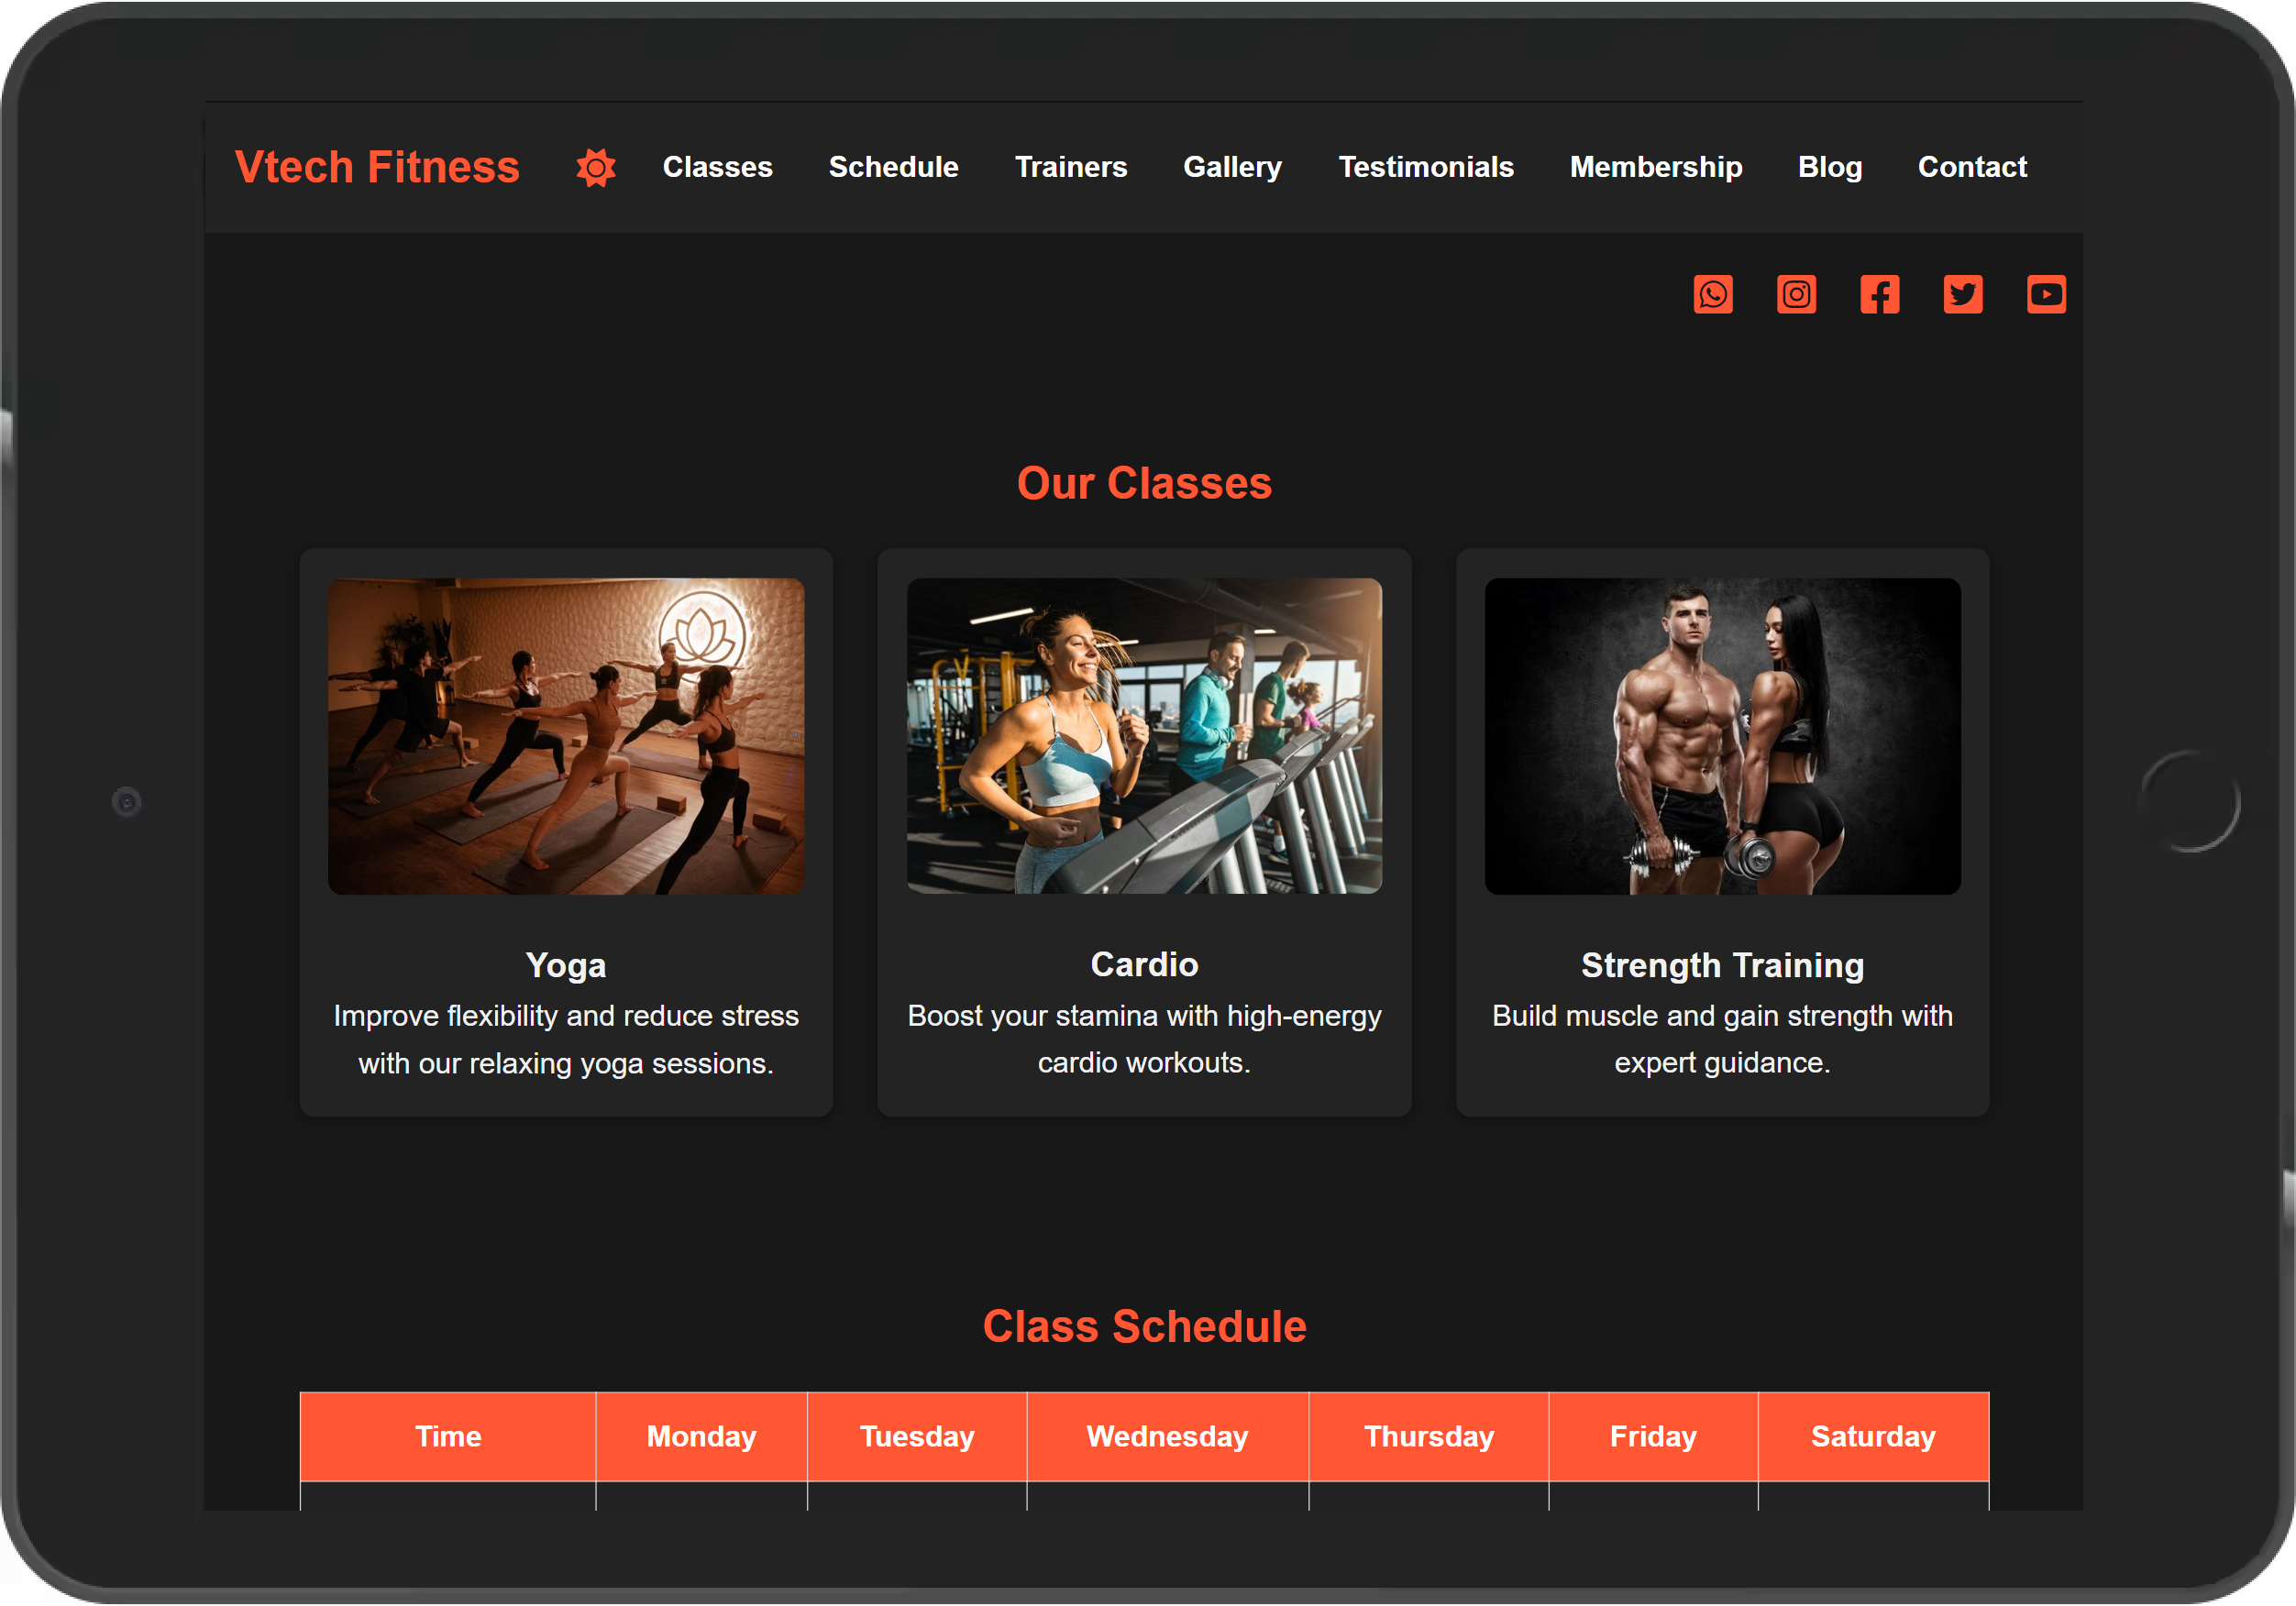 Vtech Fitness Classes Schedule Trainers Gallery Testimonials Membership Blog Contact
Our Classes
Yoga
Improve flexibility and reduce stress
with our relaxing yoga sessions.
Cardio
Boost your stamina with high-energy
cardio workouts.
Strength Training
Build muscle and gain strength with
expert guidance.
Class Schedule
Time Monday Tuesday Wednesday Thursday Friday Saturday